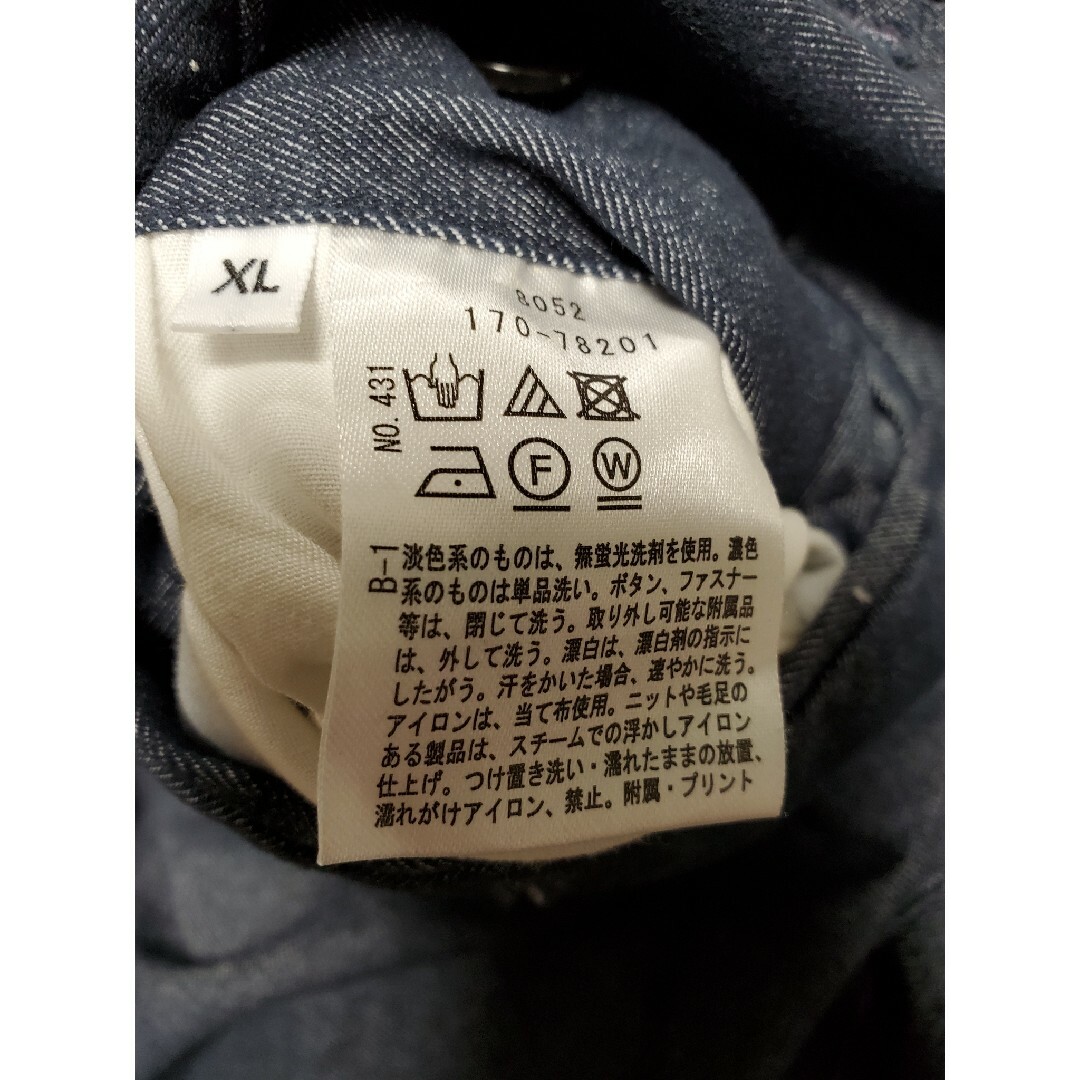 XL
8052
170-78201
NO. 431
F
W
B-1
淡色系のものは、無蛍光洗剤を使用。濃色
系のものは単品洗い。ボタン、ファスナー
等は、閉じて洗う。取り外し可能な附属品
は、外して洗う。漂白は、漂白剤の指示に
したがう。汗をかいた場合、速やかに洗う。
アイロンは、当て布使用。ニットや毛足の
ある製品は、スチームでの浮かしアイロン
仕上げ。つけ置き洗い・濡れたままの放置、
濡れがけアイロン、禁止。附属・プリント